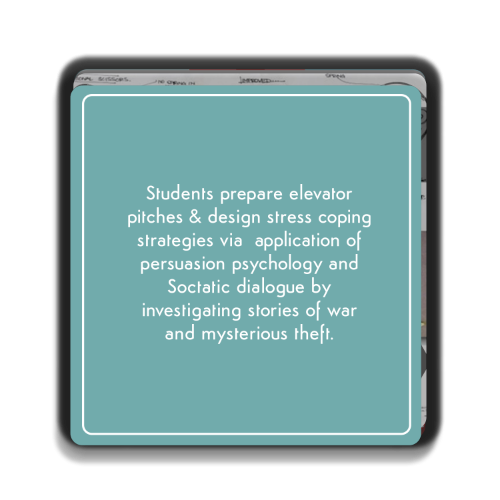 Students prepare elevator
pitches & design stress coping
strategies via application of
persuasion psychology and
Soctatic dialogue by
investigating stories of war
and mysterious theft.